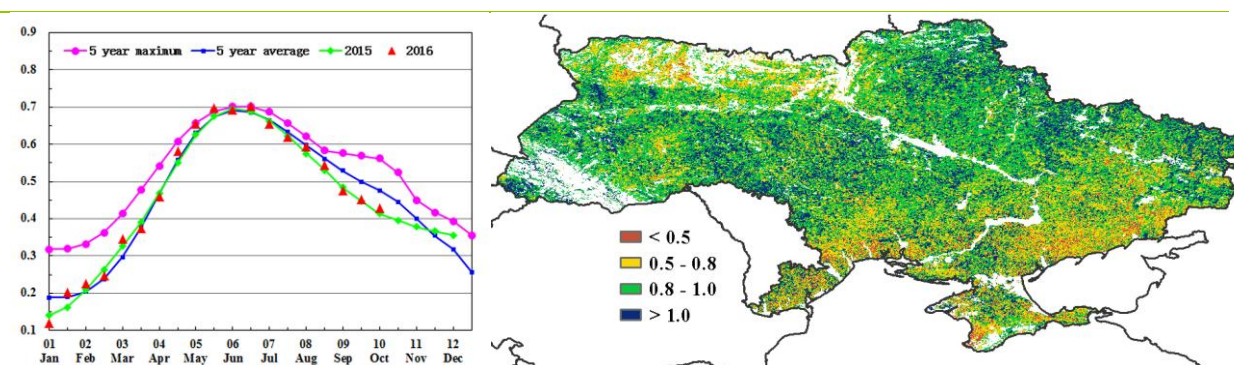 0.9
5 year maximum 5 year average 2015 2016
0.8
0.7
0.6
0.5
0.4
0.3
0.2
0.1
01 02 03 04 05 06 07 08 09 10 11 12
Jan Feb Mar Apr May Jun Jul Aug Sep Oct Nov Dec
< 0.5
0.5 - 0.8
0.8 - 1.0
> 1.0